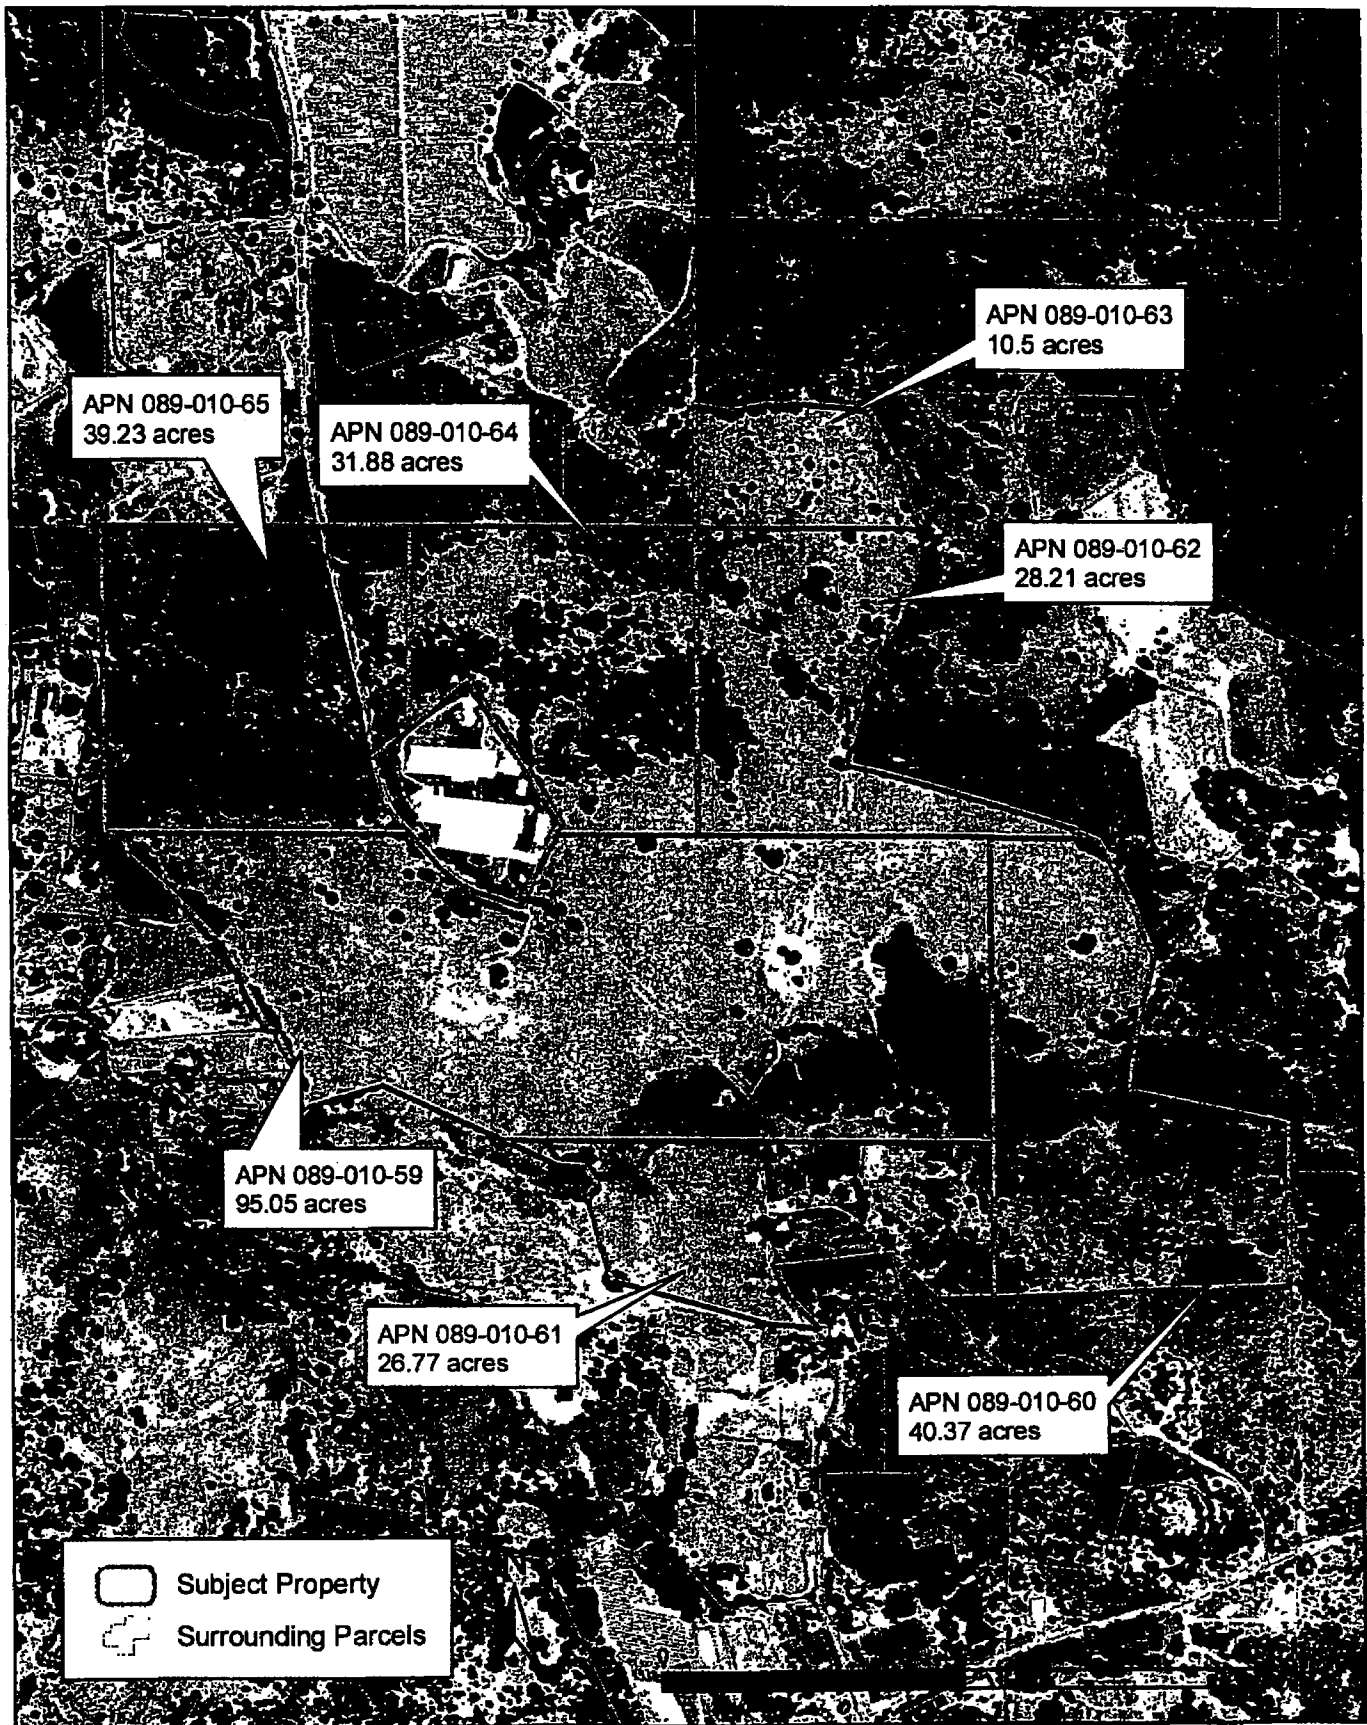 APN 089-010-63
10.5 acres
APN 089-010-65
39.23 acres
APN 089-010-64
31.88 acres
APN 089-010-62
28.21 acres
APN 089-010-59
95.05 acres
APN 089-010-61
26.77 acres
APN 089-010-60
40.37 acres
Subject Property
Surrounding Parcels